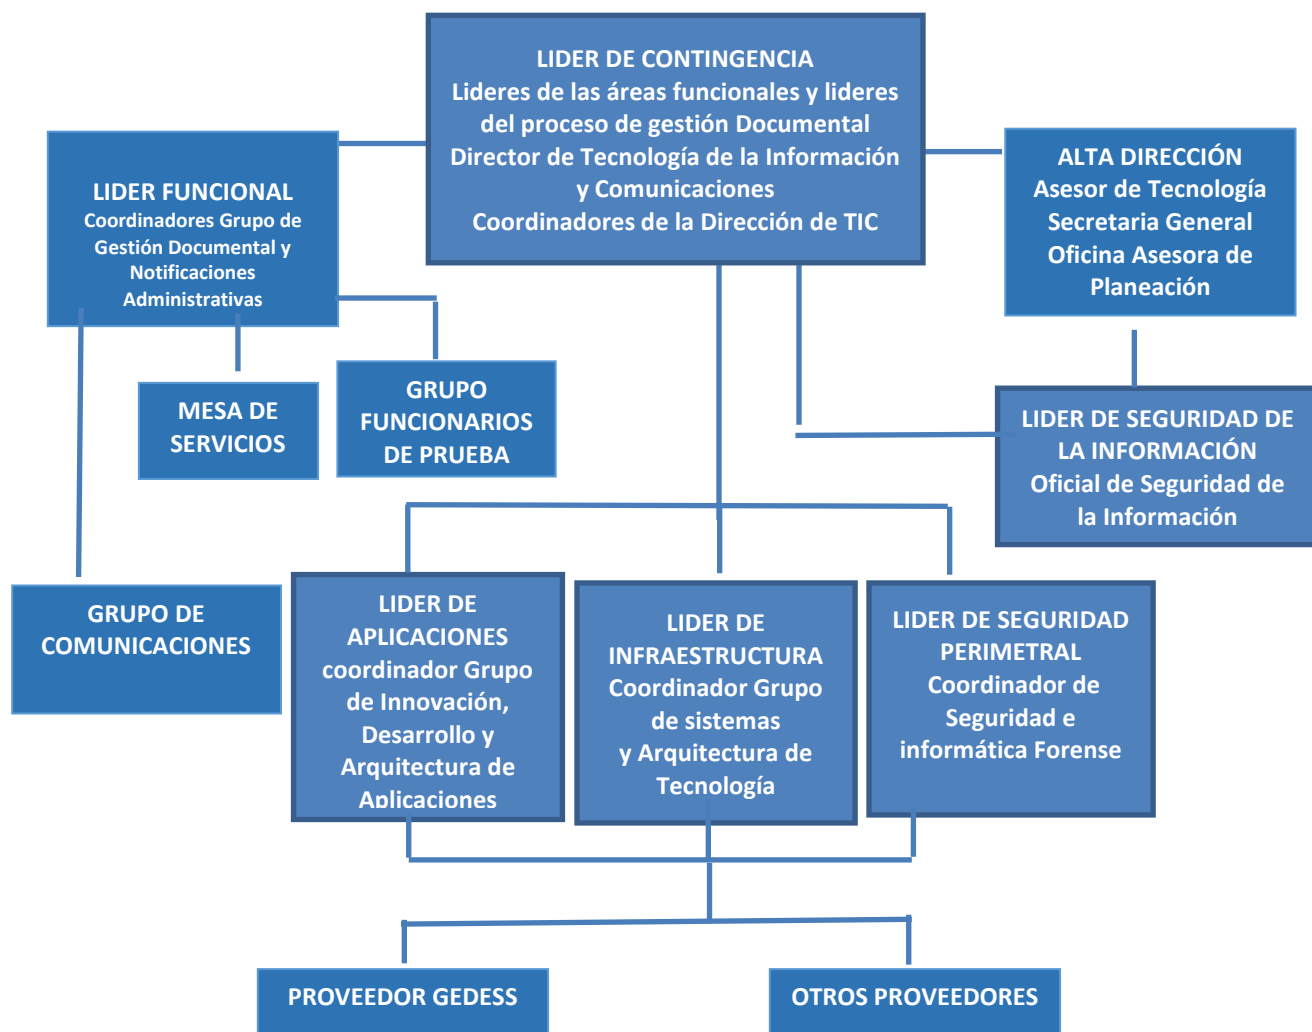 LIDER DE CONTINGENCIA
Lideres de las áreas funcionales y lideres
del proceso de gestión Documental
Director de Tecnología de la Información
y Comunicaciones
Coordinadores de la Dirección de TIC
LIDER FUNCIONAL
Coordinadores Grupo de
Gestión Documental y
Notificaciones
Administrativas
ALTA DIRECCIÓN
Asesor de Tecnología
Secretaria General
Oficina Asesora de
Planeación
MESA DE
SERVICIOS
GRUPO
FUNCIONARIOS
DE PRUEBA
LIDER DE SEGURIDAD DE
LA INFORMACIÓN
Oficial de Seguridad de
la Información
GRUPO DE
COMUNICACIONES
LIDER DE
APLICACIONES
coordinador Grupo
de Innovación,
Desarrollo y
Arquitectura de
Aplicaciones
LIDER DE
INFRAESTRUCTURA
Coordinador Grupo
de sistemas
y Arquitectura de
Tecnología
LIDER DE SEGURIDAD
PERIMETRAL
Coordinador de
Seguridad e
informática Forense
PROVEEDOR GEDESS
OTROS PROVEEDORES